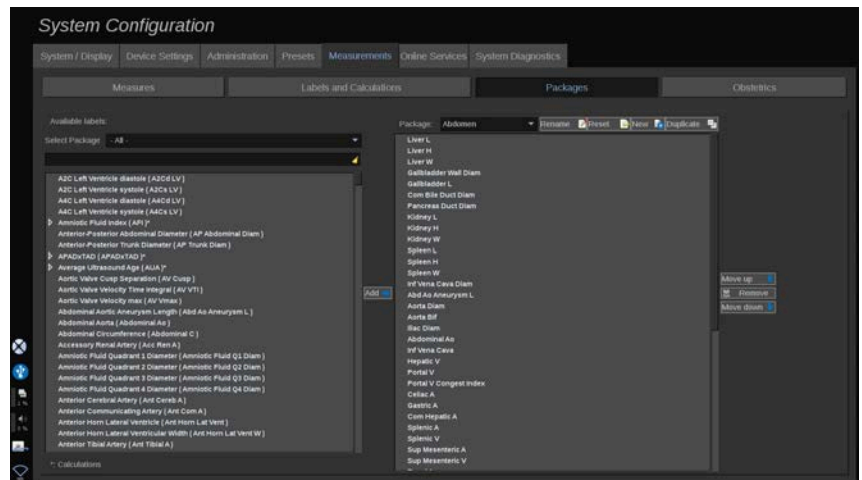 System Configuration
System / Display Device Settings Administration Presets Measurements Online Services System Diagnostics
Measures Labels and Calculations Packages Obstetrics
Available labels:
Select Package - All -
A2C Left Ventricle diastole ( A2Cd LV )
A2C Left Ventricle systole ( A2Cs LV )
A4C Left Ventricle diastole ( A4Cd LV )
A4C Left Ventricle systole ( A4Cs LV )
Amniotic Fluid Index ( AFI )*
Anterior-Posterior Abdominal Diameter ( AP Abdominal Diam )
Anterior-Posterior Trunk Diameter ( AP Trunk Diam )
APADxTAD ( APADxTAD )*
Average Ultrasound Age ( AUA )*
Aortic Valve Cusp Separation ( AV Cusp )
Aortic Valve Velocity Time Integral ( AV VTI )
Aortic Valve Velocity max ( AV Vmax )
Abdominal Aortic Aneurysm Length ( Abd Ao Aneurysm L )
Abdominal Aorta ( Abdominal Ao )
Abdominal Circumference ( Abdominal C )
Accessory Renal Artery ( Acc Ren A )
Amniotic Fluid Quadrant 1 Diameter ( Amniotic Fluid Q1 Diam )
Amniotic Fluid Quadrant 2 Diameter ( Amniotic Fluid Q2 Diam )
Amniotic Fluid Quadrant 3 Diameter ( Amniotic Fluid Q3 Diam )
Amniotic Fluid Quadrant 4 Diameter ( Amniotic Fluid Q4 Diam )
Anterior Cerebral Artery ( Ant Cereb A )
Anterior Communicating Artery ( Ant Com A )
Anterior Horn Lateral Ventricle ( Ant Horn Lat Vent )
Anterior Horn Lateral Ventricular Width ( Ant Horn Lat Vent W )
Anterior Tibial Artery ( Ant Tibial A )
*: Calculations
Add
Package: Abdomen Rename Reset New Duplicate
Liver L
Liver H
Liver W
Gallbladder Wall Diam
Gallbladder L
Com Bile Duct Diam
Pancreas Duct Diam
Kidney L
Kidney H
Kidney W
Spleen L
Spleen H
Spleen W
Inf Vena Cava Diam
Abd Ao Aneurysm L
Aorta Diam
Aorta Bif
Iliac Diam
Abdominal Ao
Inf Vena Cava
Hepatic V
Portal V
Portal V Congest Index
Celiac A
Gastric A
Com Hepatic A
Splenic A
Splenic V
Sup Mesenteric A
Sup Mesenteric V
Move up
Remove
Move down